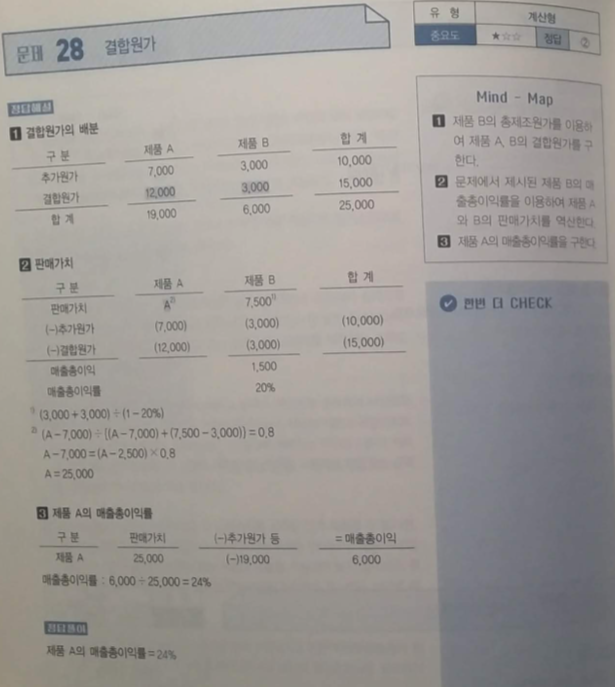 문제 28 결합원가
유 형 계산형
중요도 ★☆☆ 정답 ②
정답해설
1 결합원가의 배분
구 분 제품 A 제품 B 합 계
추가원가 7,000 3,000 10,000
결합원가 12,000 3,000 15,000
합 계 19,000 6,000 25,000
2 판매가치
구 분 제품 A 제품 B 합 계
판매가치 A²⁾ 7,500¹⁾
(-)추가원가 (7,000) (3,000) (10,000)
(-)결합원가 (12,000) (3,000) (15,000)
매출총이익 1,500
매출총이익률 20%
¹⁾ (3,000+3,000)÷(1-20%)
²⁾ (A-7,000)÷[(A-7,000)+(7,500-3,000)]=0.8
A-7,000=(A-2,500)×0.8
A=25,000
3 제품 A의 매출총이익률
구 분 판매가치 (-)추가원가 등 =매출총이익
제품 A 25,000 (-)19,000 6,000
매출총이익률 : 6,000÷25,000=24%
정답풀이
제품 A의 매출총이익률=24%
Mind - Map
1 제품 B의 총제조원가를 이용하
여 제품 A, B의 결합원가를 구
한다.
2 문제에서 제시된 제품 B의 매
출총이익률을 이용하여 제품 A
와 B의 판매가치를 역산한다.
3 제품 A의 매출총이익률을 구한다.
한번 더 CHECK